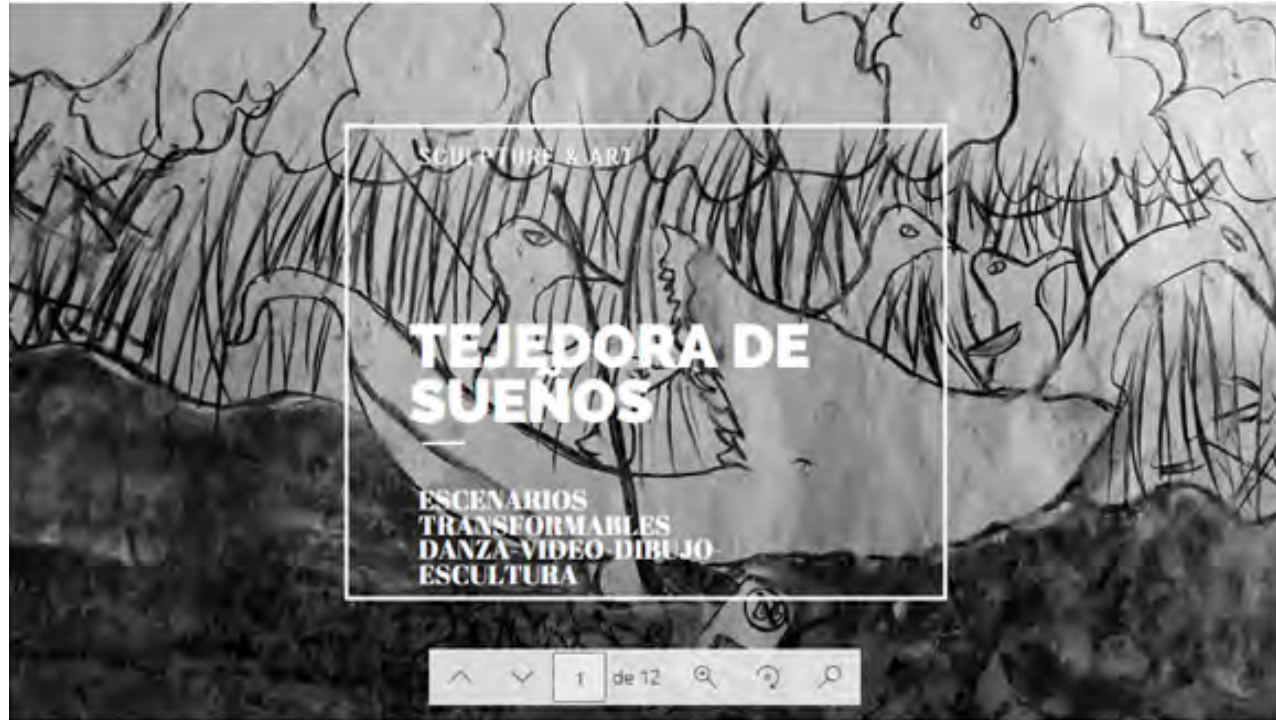 SCULPTURE & ART
TEJEDORA DE
SUEÑOS
ESCENARIOS
TRANSFORMABLES
DANZA-VIDEO-DIBUJO-
ESCULTURA
1 de 12